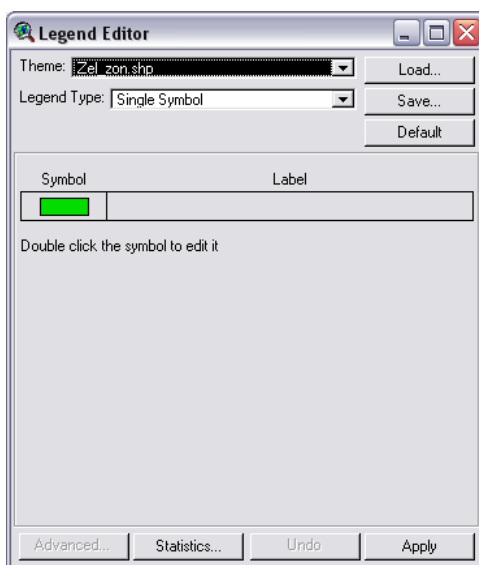 Legend Editor
Theme: Zel_zon.shp
Load...
Legend Type: Single Symbol
Save...
Default
Symbol Label
Double click the symbol to edit it
Advanced... Statistics... Undo Apply